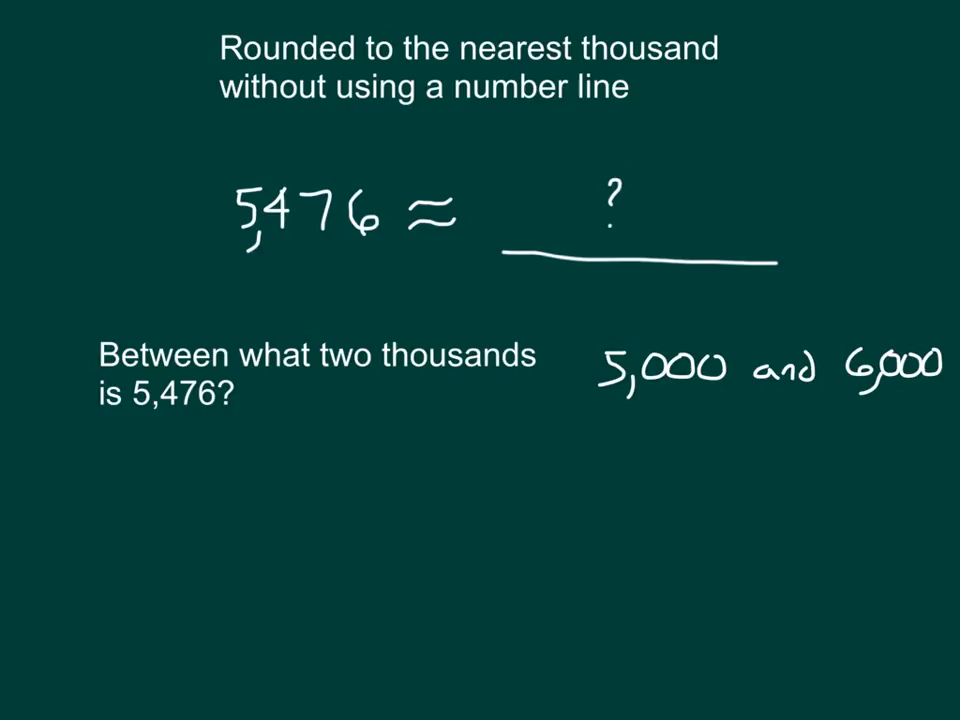 Rounded to the nearest thousand
without using a number line
5,476 ≈ ?
Between what two thousands
is 5,476?
5,000 and 6,000